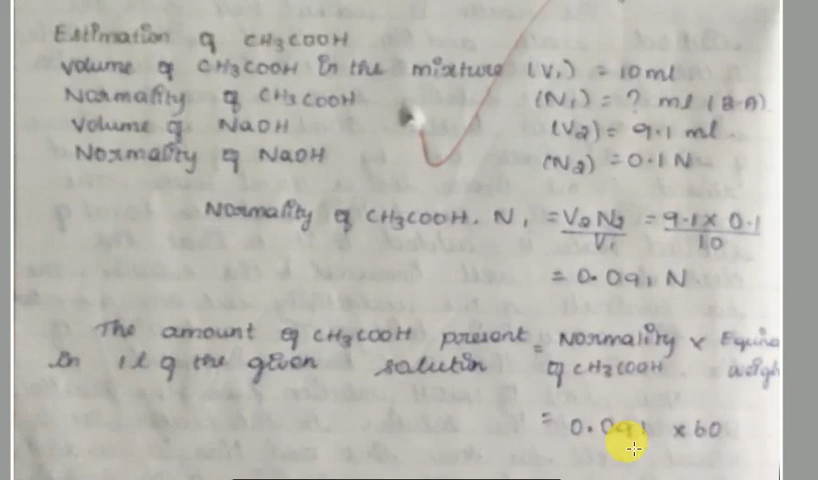 Estimation of CH3COOH
Volume of CH3COOH in the mixture (V1) = 10 ml
Normality of CH3COOH (N1) = ? ml (B-A)
Volume of NaOH (V2) = 9.1 ml.
Normality of NaOH (N2) = 0.1 N
Normality of CH3COOH. N1 = V2 N2 / V1 = 9.1 x 0.1 / 10
= 0.091 N
The amount of CH3COOH present = Normality x Equiva
in 1 l of the given solution of CH3COOH weigh
= 0.091 x 60